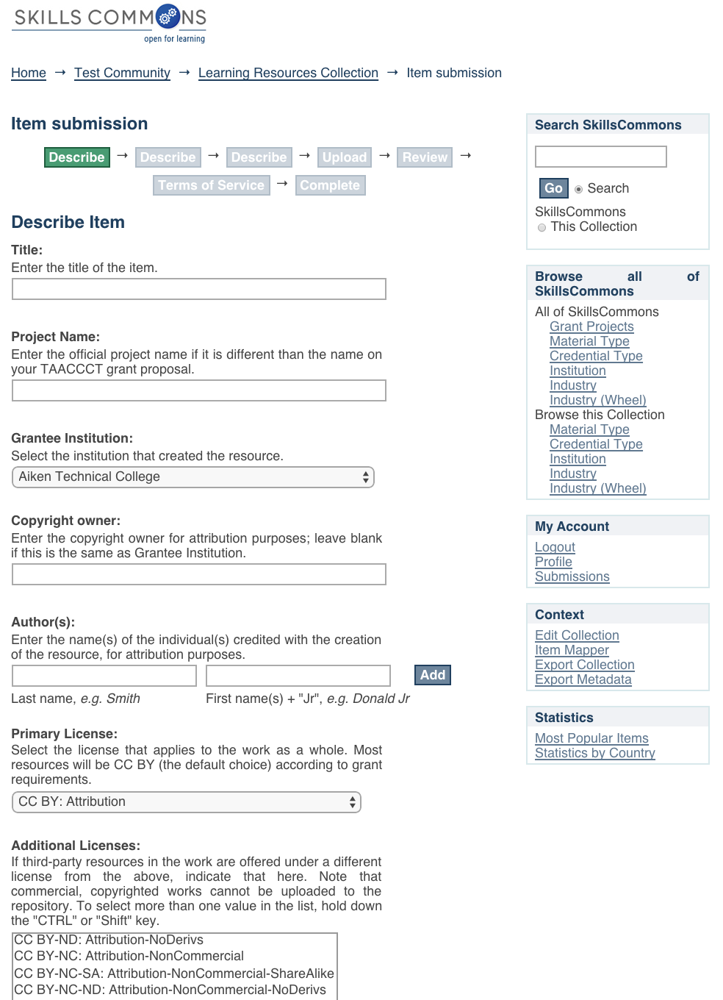 SKILLS COMMONS
open for learning
Home → Test Community → Learning Resources Collection → Item submission
Item submission
Describe → Describe → Describe → Upload → Review →
Terms of Service → Complete
Describe Item
Title:
Enter the title of the item.
Project Name:
Enter the official project name if it is different than the name on
your TAACCCT grant proposal.
Grantee Institution:
Select the institution that created the resource.
Aiken Technical College
Copyright owner:
Enter the copyright owner for attribution purposes; leave blank
if this is the same as Grantee Institution.
Author(s):
Enter the name(s) of the individual(s) credited with the creation
of the resource, for attribution purposes.
Add
Last name, e.g. Smith
First name(s) + "Jr", e.g. Donald Jr
Primary License:
Select the license that applies to the work as a whole. Most
resources will be CC BY (the default choice) according to grant
requirements.
CC BY: Attribution
Additional Licenses:
If third-party resources in the work are offered under a different
license from the above, indicate that here. Note that
commercial, copyrighted works cannot be uploaded to the
repository. To select more than one value in the list, hold down
the "CTRL" or "Shift" key.
CC BY-ND: Attribution-NoDerivs
CC BY-NC: Attribution-NonCommercial
CC BY-NC-SA: Attribution-NonCommercial-ShareAlike
CC BY-NC-ND: Attribution-NonCommercial-NoDerivs
Search SkillsCommons
Go Search
SkillsCommons
This Collection
Browse all of
SkillsCommons
All of SkillsCommons
Grant Projects
Material Type
Credential Type
Institution
Industry
Industry (Wheel)
Browse this Collection
Material Type
Credential Type
Institution
Industry
Industry (Wheel)
My Account
Logout
Profile
Submissions
Context
Edit Collection
Item Mapper
Export Collection
Export Metadata
Statistics
Most Popular Items
Statistics by Country